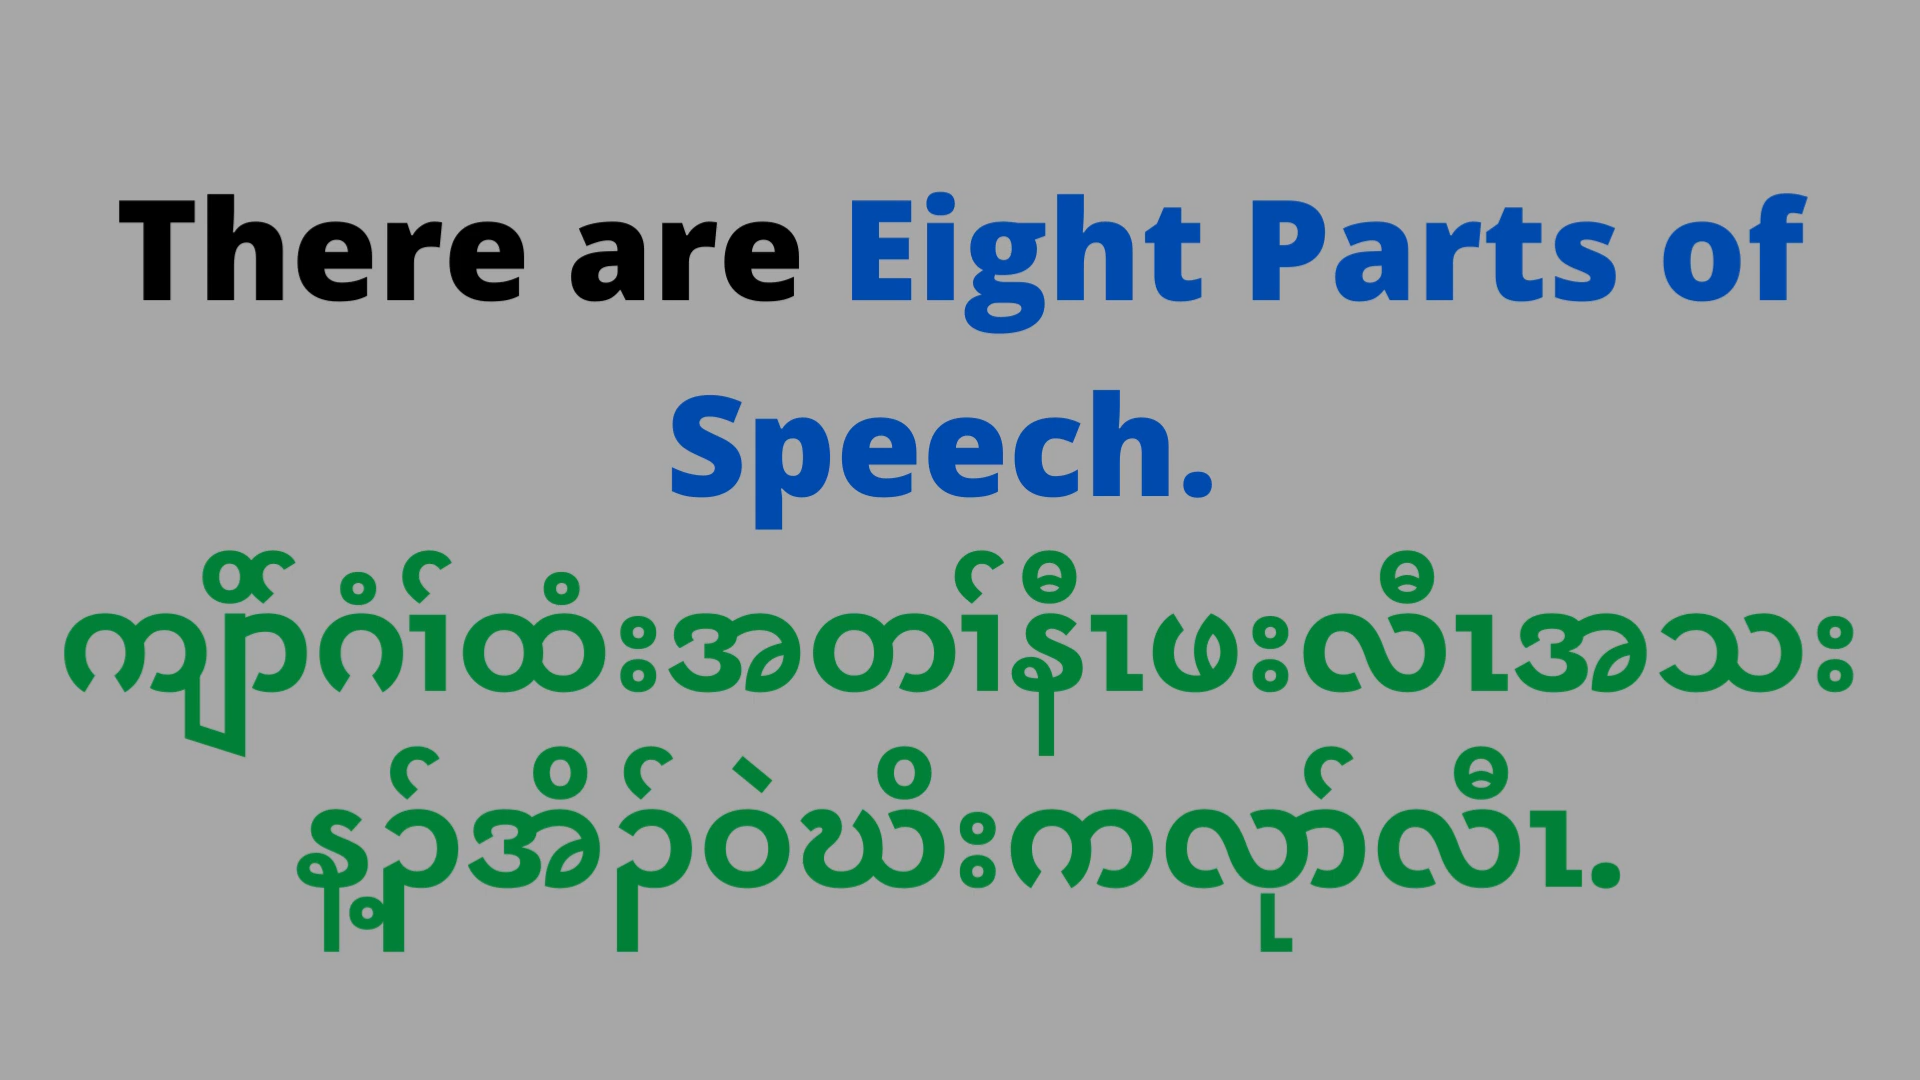 There are Eight Parts of
Speech.
ကျိာ်ဂံၢ်ထံးအတၢ်နီၤဖးလီၤအသး
န့ၣ်အိၣ်ဝဲဃိးကလုာ်လီၤ.